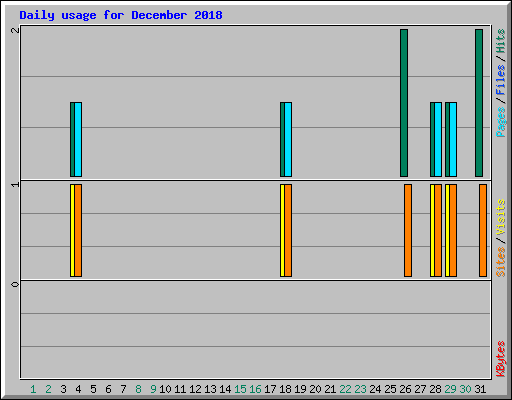 Daily usage for December 2018
2
1
0
Pages/Files/Hits
Sites/Visits
KBytes
1 2 3 4 5 6 7 8 9 10 11 12 13 14 15 16 17 18 19 20 21 22 23 24 25 26 27 28 29 30 31